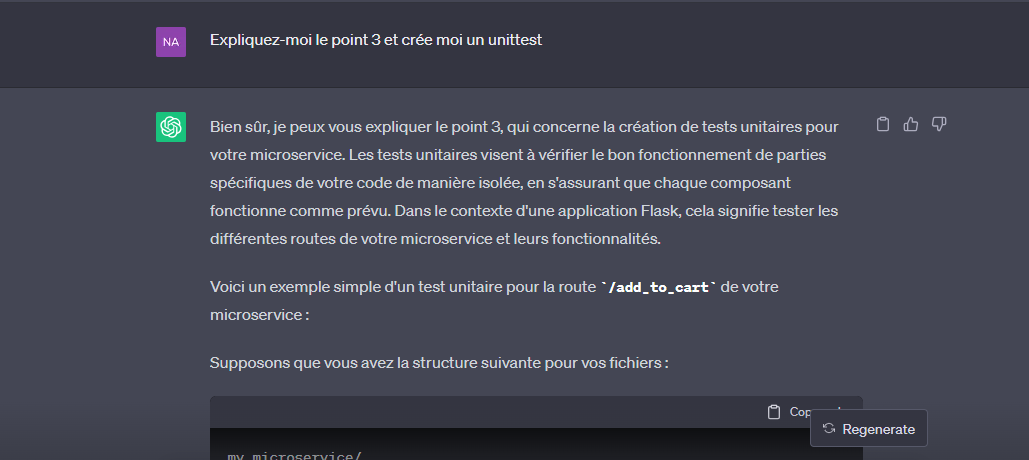 NA
Expliquez-moi le point 3 et crée moi un unittest
Bien sûr, je peux vous expliquer le point 3, qui concerne la création de tests unitaires pour
votre microservice. Les tests unitaires visent à vérifier le bon fonctionnement de parties
spécifiques de votre code de manière isolée, en s'assurant que chaque composant
fonctionne comme prévu. Dans le contexte d'une application Flask, cela signifie tester les
différentes routes de votre microservice et leurs fonctionnalités.
Voici un exemple simple d'un test unitaire pour la route `/add_to_cart` de votre
microservice :
Supposons que vous avez la structure suivante pour vos fichiers :
Regenerate
my_microservice/